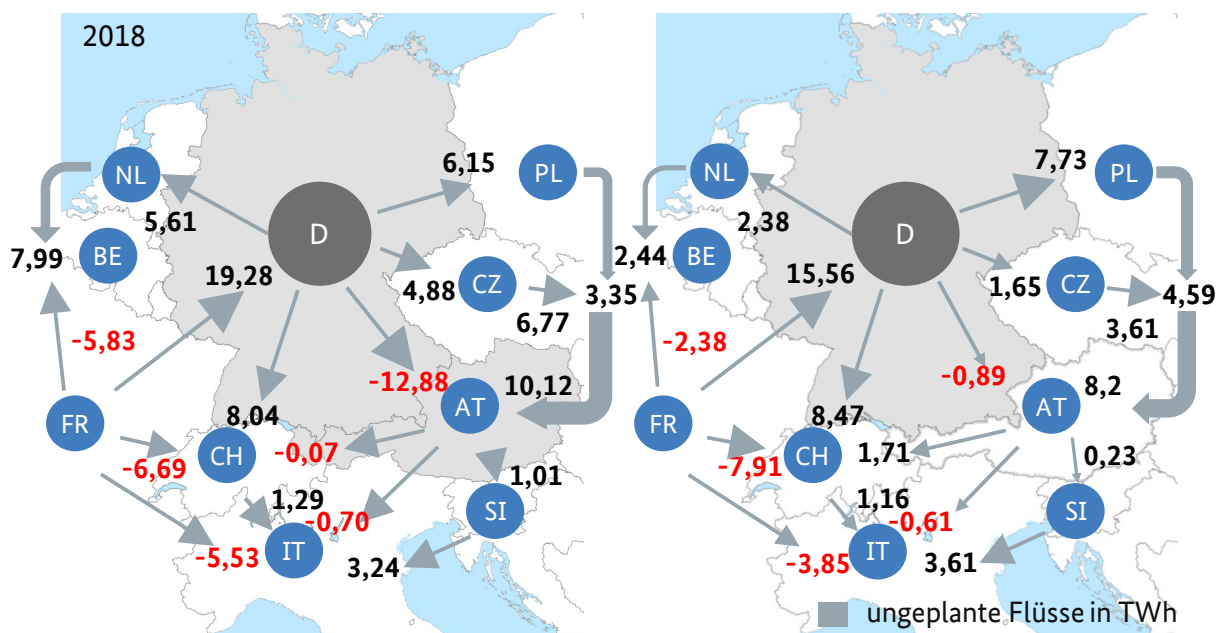 2018
NL
5,61
7,99
BE
19,28
D
6,15
PL
4,88
CZ
3,35
6,77
-5,83
-12,88
10,12
AT
FR
8,04
CH
-0,07
-6,69
1,01
1,29
-0,70
SI
IT
-5,53
3,24
NL
2,38
2,44
BE
15,56
D
7,73
PL
1,65
CZ
4,59
3,61
-2,38
-0,89
8,2
AT
FR
8,47
CH
1,71
-7,91
0,23
1,16
-0,61
SI
IT
-3,85
3,61
ungeplante Flüsse in TWh